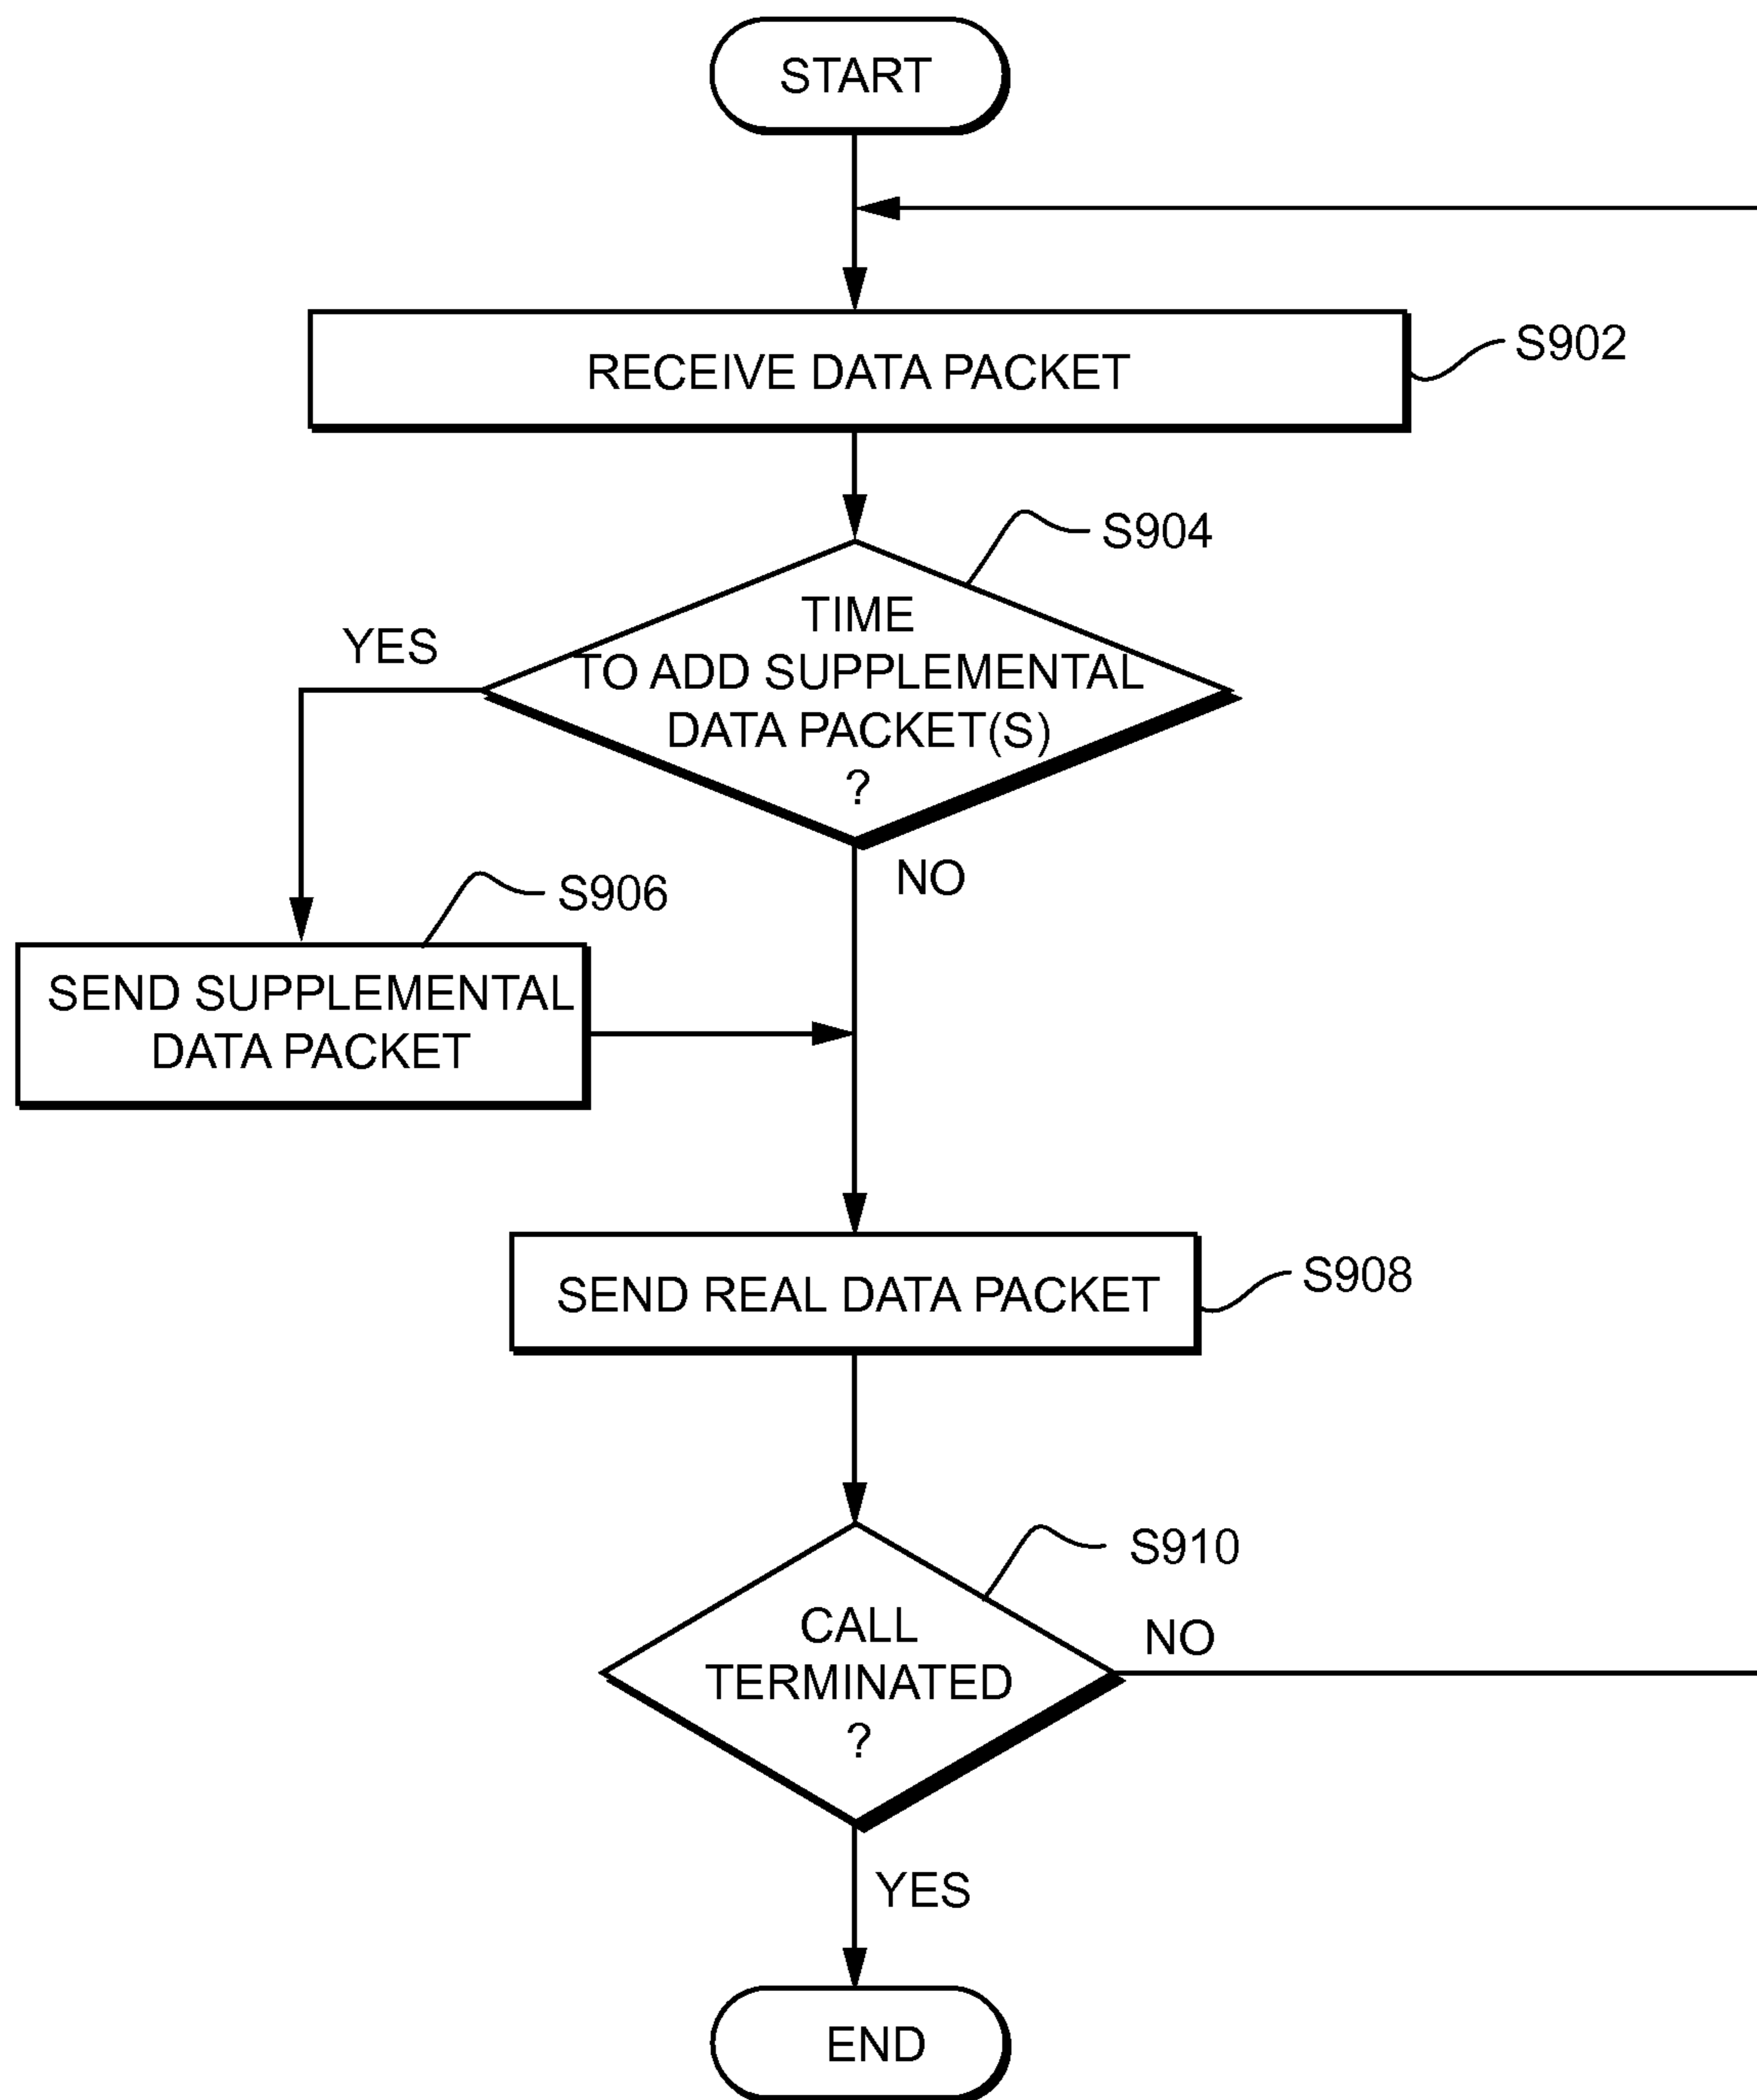 START
RECEIVE DATA PACKET
S902
S904
TIME
TO ADD SUPPLEMENTAL
DATA PACKET(S)
?
YES
NO
S906
SEND SUPPLEMENTAL
DATA PACKET
SEND REAL DATA PACKET
S908
S910
CALL
TERMINATED
?
NO
YES
END